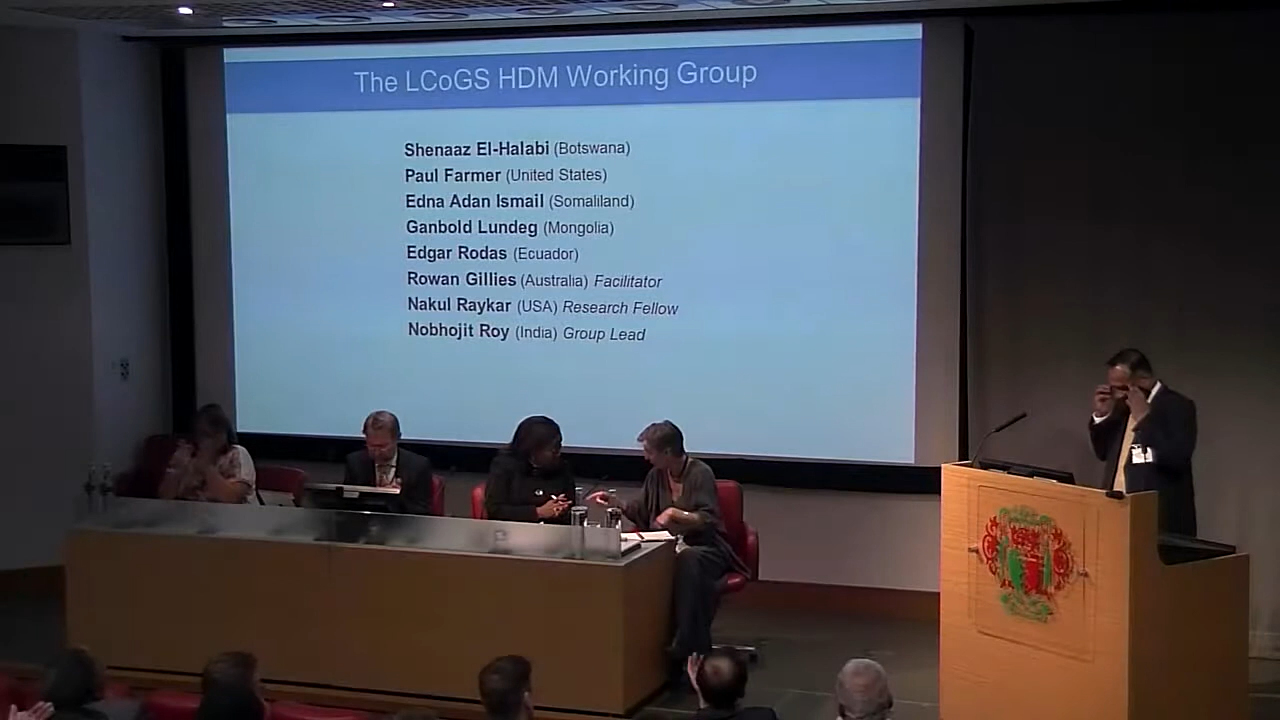 The LCoGS HDM Working Group
Shenaaz El-Halabi (Botswana)
Paul Farmer (United States)
Edna Adan Ismail (Somaliland)
Ganbold Lundeg (Mongolia)
Edgar Rodas (Ecuador)
Rowan Gillies (Australia) Facilitator
Nakul Raykar (USA) Research Fellow
Nobhojit Roy (India) Group Lead